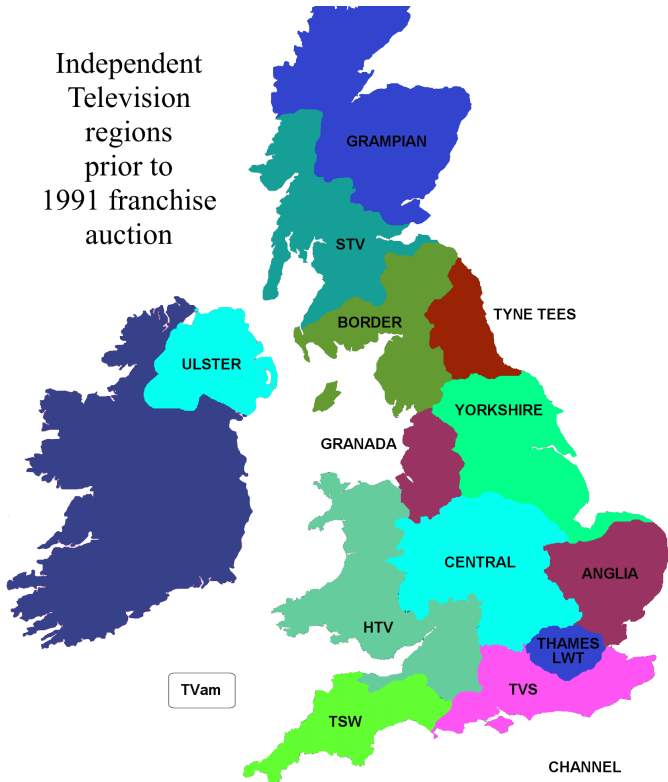 Independent
Television
regions
prior to
1991 franchise
auction
GRAMPIAN
STV
TYNE TEES
BORDER
ULSTER
YORKSHIRE
GRANADA
CENTRAL
ANGLIA
HTV
THAMES
LWT
TVam
TVS
TSW
CHANNEL